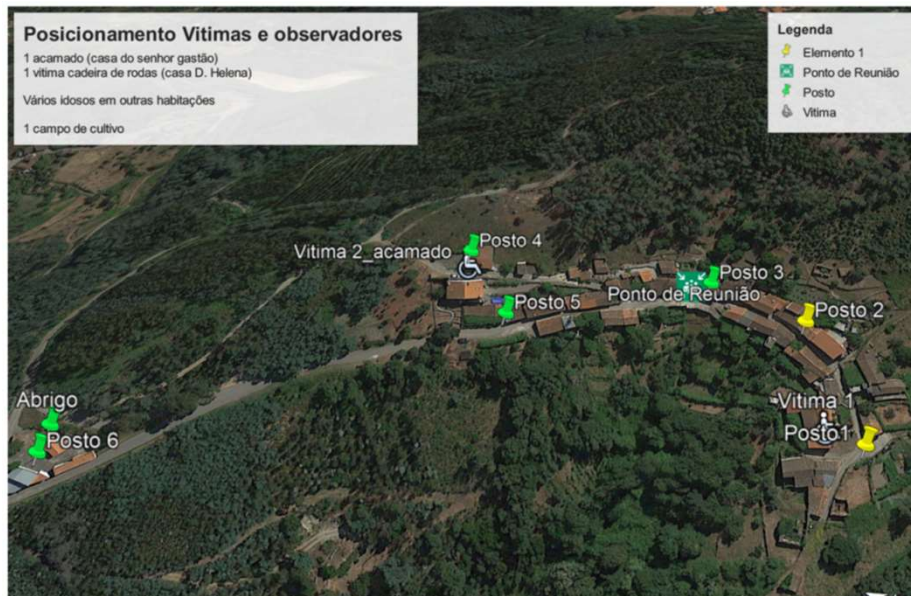 Posicionamento Vitimas e observadores
1 acamado (casa do senhor gastão)
1 vitima cadeira de rodas (casa D. Helena)
Vários idosos em outras habitações
1 campo de cultivo
Legenda
Elemento 1
Ponto de Reunião
Posto
Vitima
Posto 4
Vitima 2_acamado
Posto 3
Ponto de Reunião
Posto 5
Posto 2
Abrigo
Vitima 1
Posto 6
Posto1